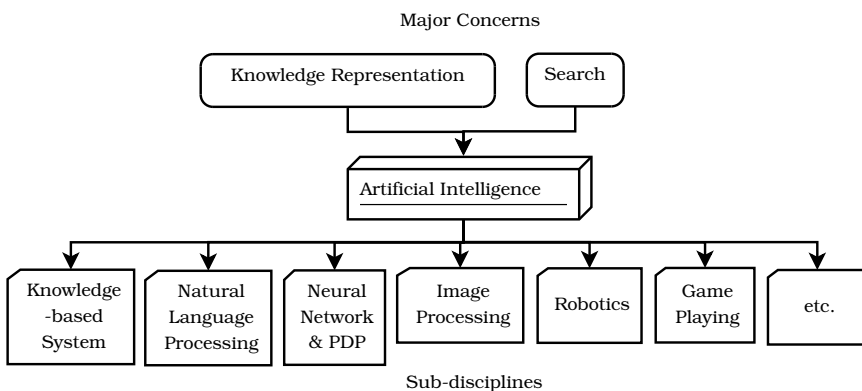 Major Concerns
Knowledge Representation
Search
Artificial Intelligence
Knowledge
-based
System
Natural
Language
Processing
Neural
Network
& PDP
Image
Processing
Robotics
Game
Playing
etc.
Sub-disciplines